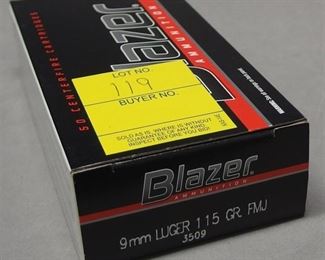 50 CENTERFIRE CARTRIDGES
Blazer
AMMUNITION
LOT NO.
119
BUYER NO.
SOLD AS IS, WHERE IS WITHOUT
GUARANTEE OF ANY KIND.
INSPECT BEFORE YOU BID!
Blazer
AMMUNITION
9mm LUGER 115 GR. FMJ
3509